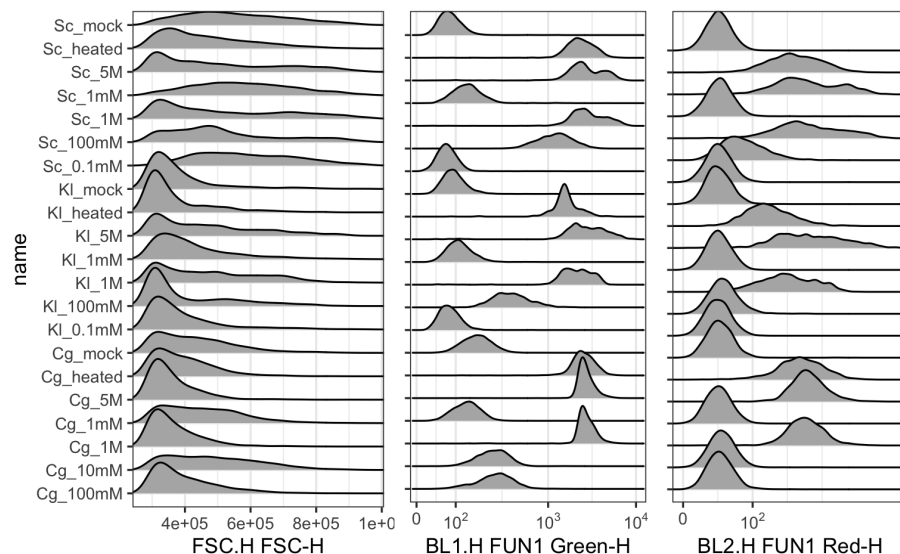 name
Sc_mock
Sc_heated
Sc_5M
Sc_1mM
Sc_1M
Sc_100mM
Sc_0.1mM
Kl_mock
Kl_heated
Kl_5M
Kl_1mM
Kl_1M
Kl_100mM
Kl_0.1mM
Cg_mock
Cg_heated
Cg_5M
Cg_1mM
Cg_1M
Cg_10mM
Cg_100mM
4e+05 6e+05 8e+05 1e+0
0 10² 10³ 10⁴
0 10²
FSC.H FSC-H
BL1.H FUN1 Green-H
BL2.H FUN1 Red-H